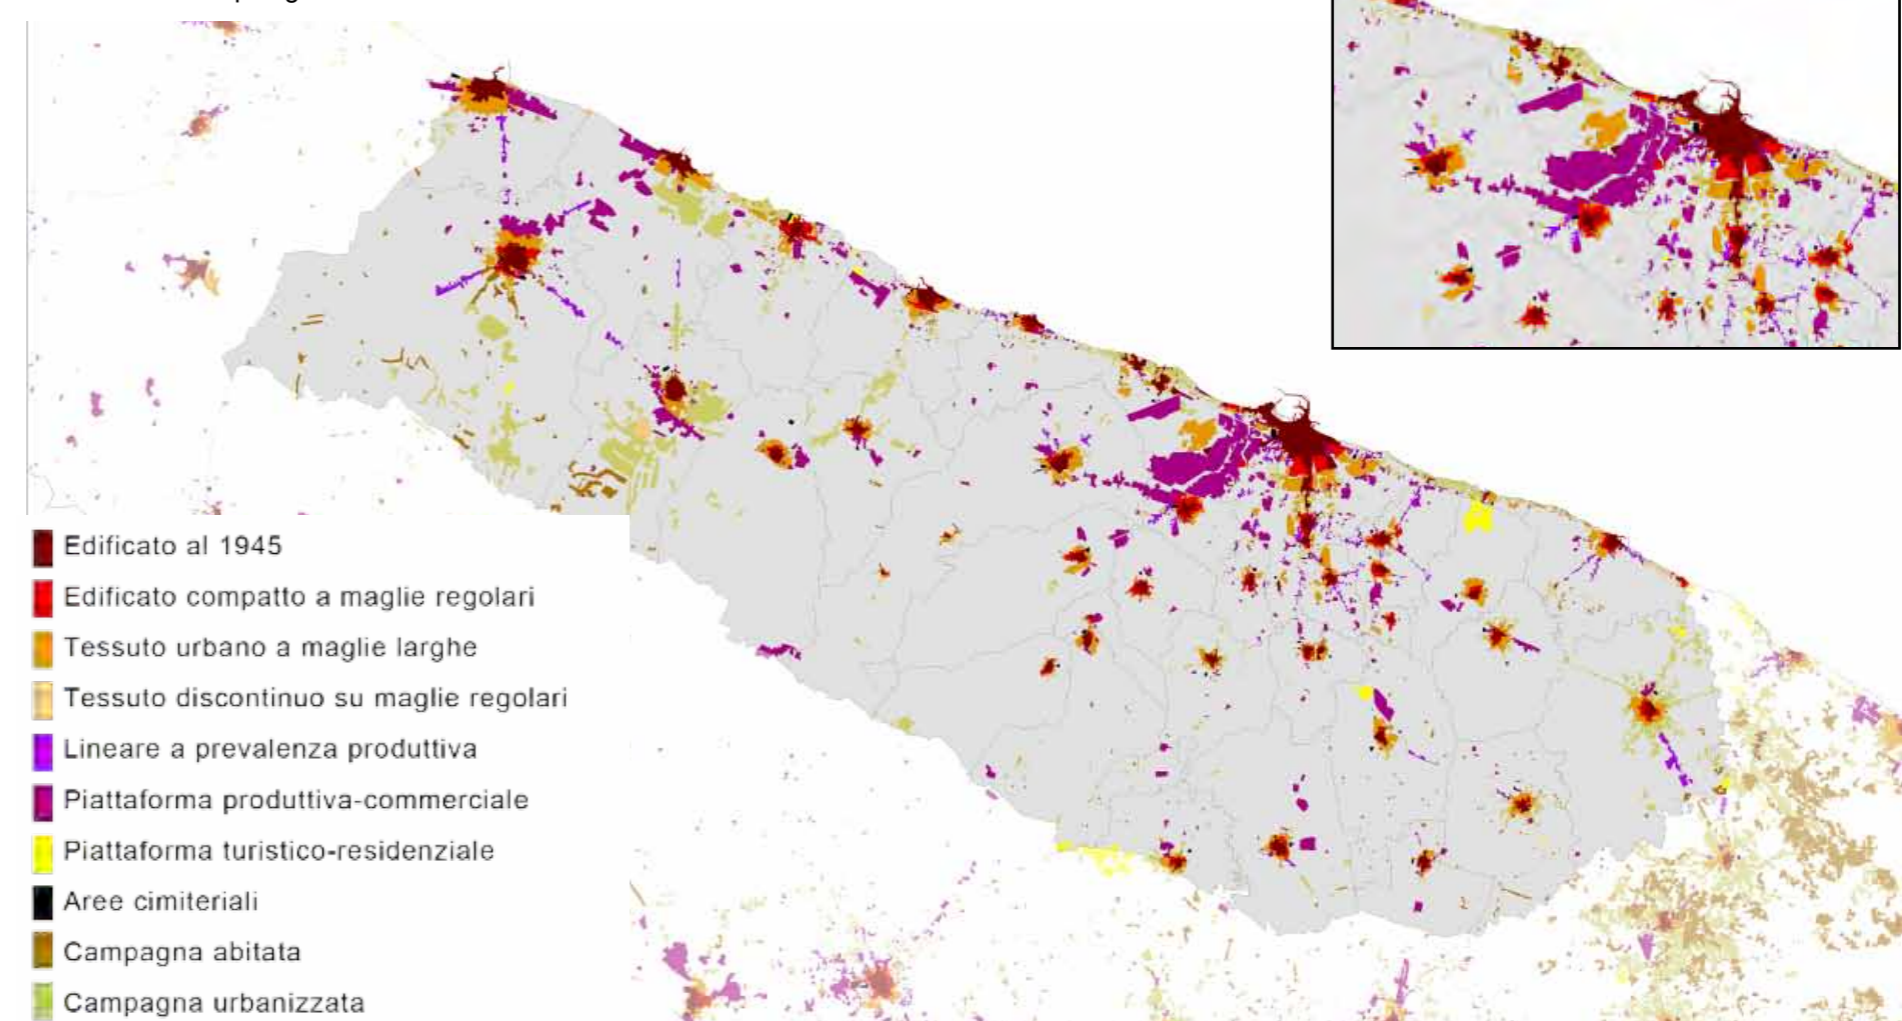 Edificato al 1945
Edificato compatto a maglie regolari
Tessuto urbano a maglie larghe
Tessuto discontinuo su maglie regolari
Lineare a prevalenza produttiva
Piattaforma produttiva-commerciale
Piattaforma turistico-residenziale
Aree cimiteriali
Campagna abitata
Campagna urbanizzata